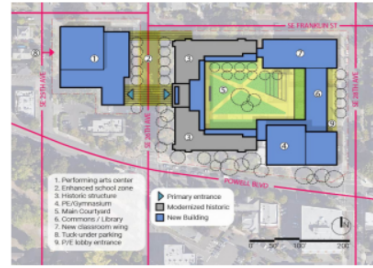 SE FRANKLIN ST
SE 25TH AVE
SE 26TH AVE
SE 28TH AVE
POWELL BLVD
1
2
3
3
4
5
6
7
8
9
1. Performing arts center
2. Enhanced school zone
3. Historic structure
4. PE/Gymnasium
5. Main Courtyard
6. Commons / Library
7. New classroom wing
8. Tuck under parking
9. P/E lobby entrance
Primary entrance
Modernized historic
New Building
0 50 100 200
N